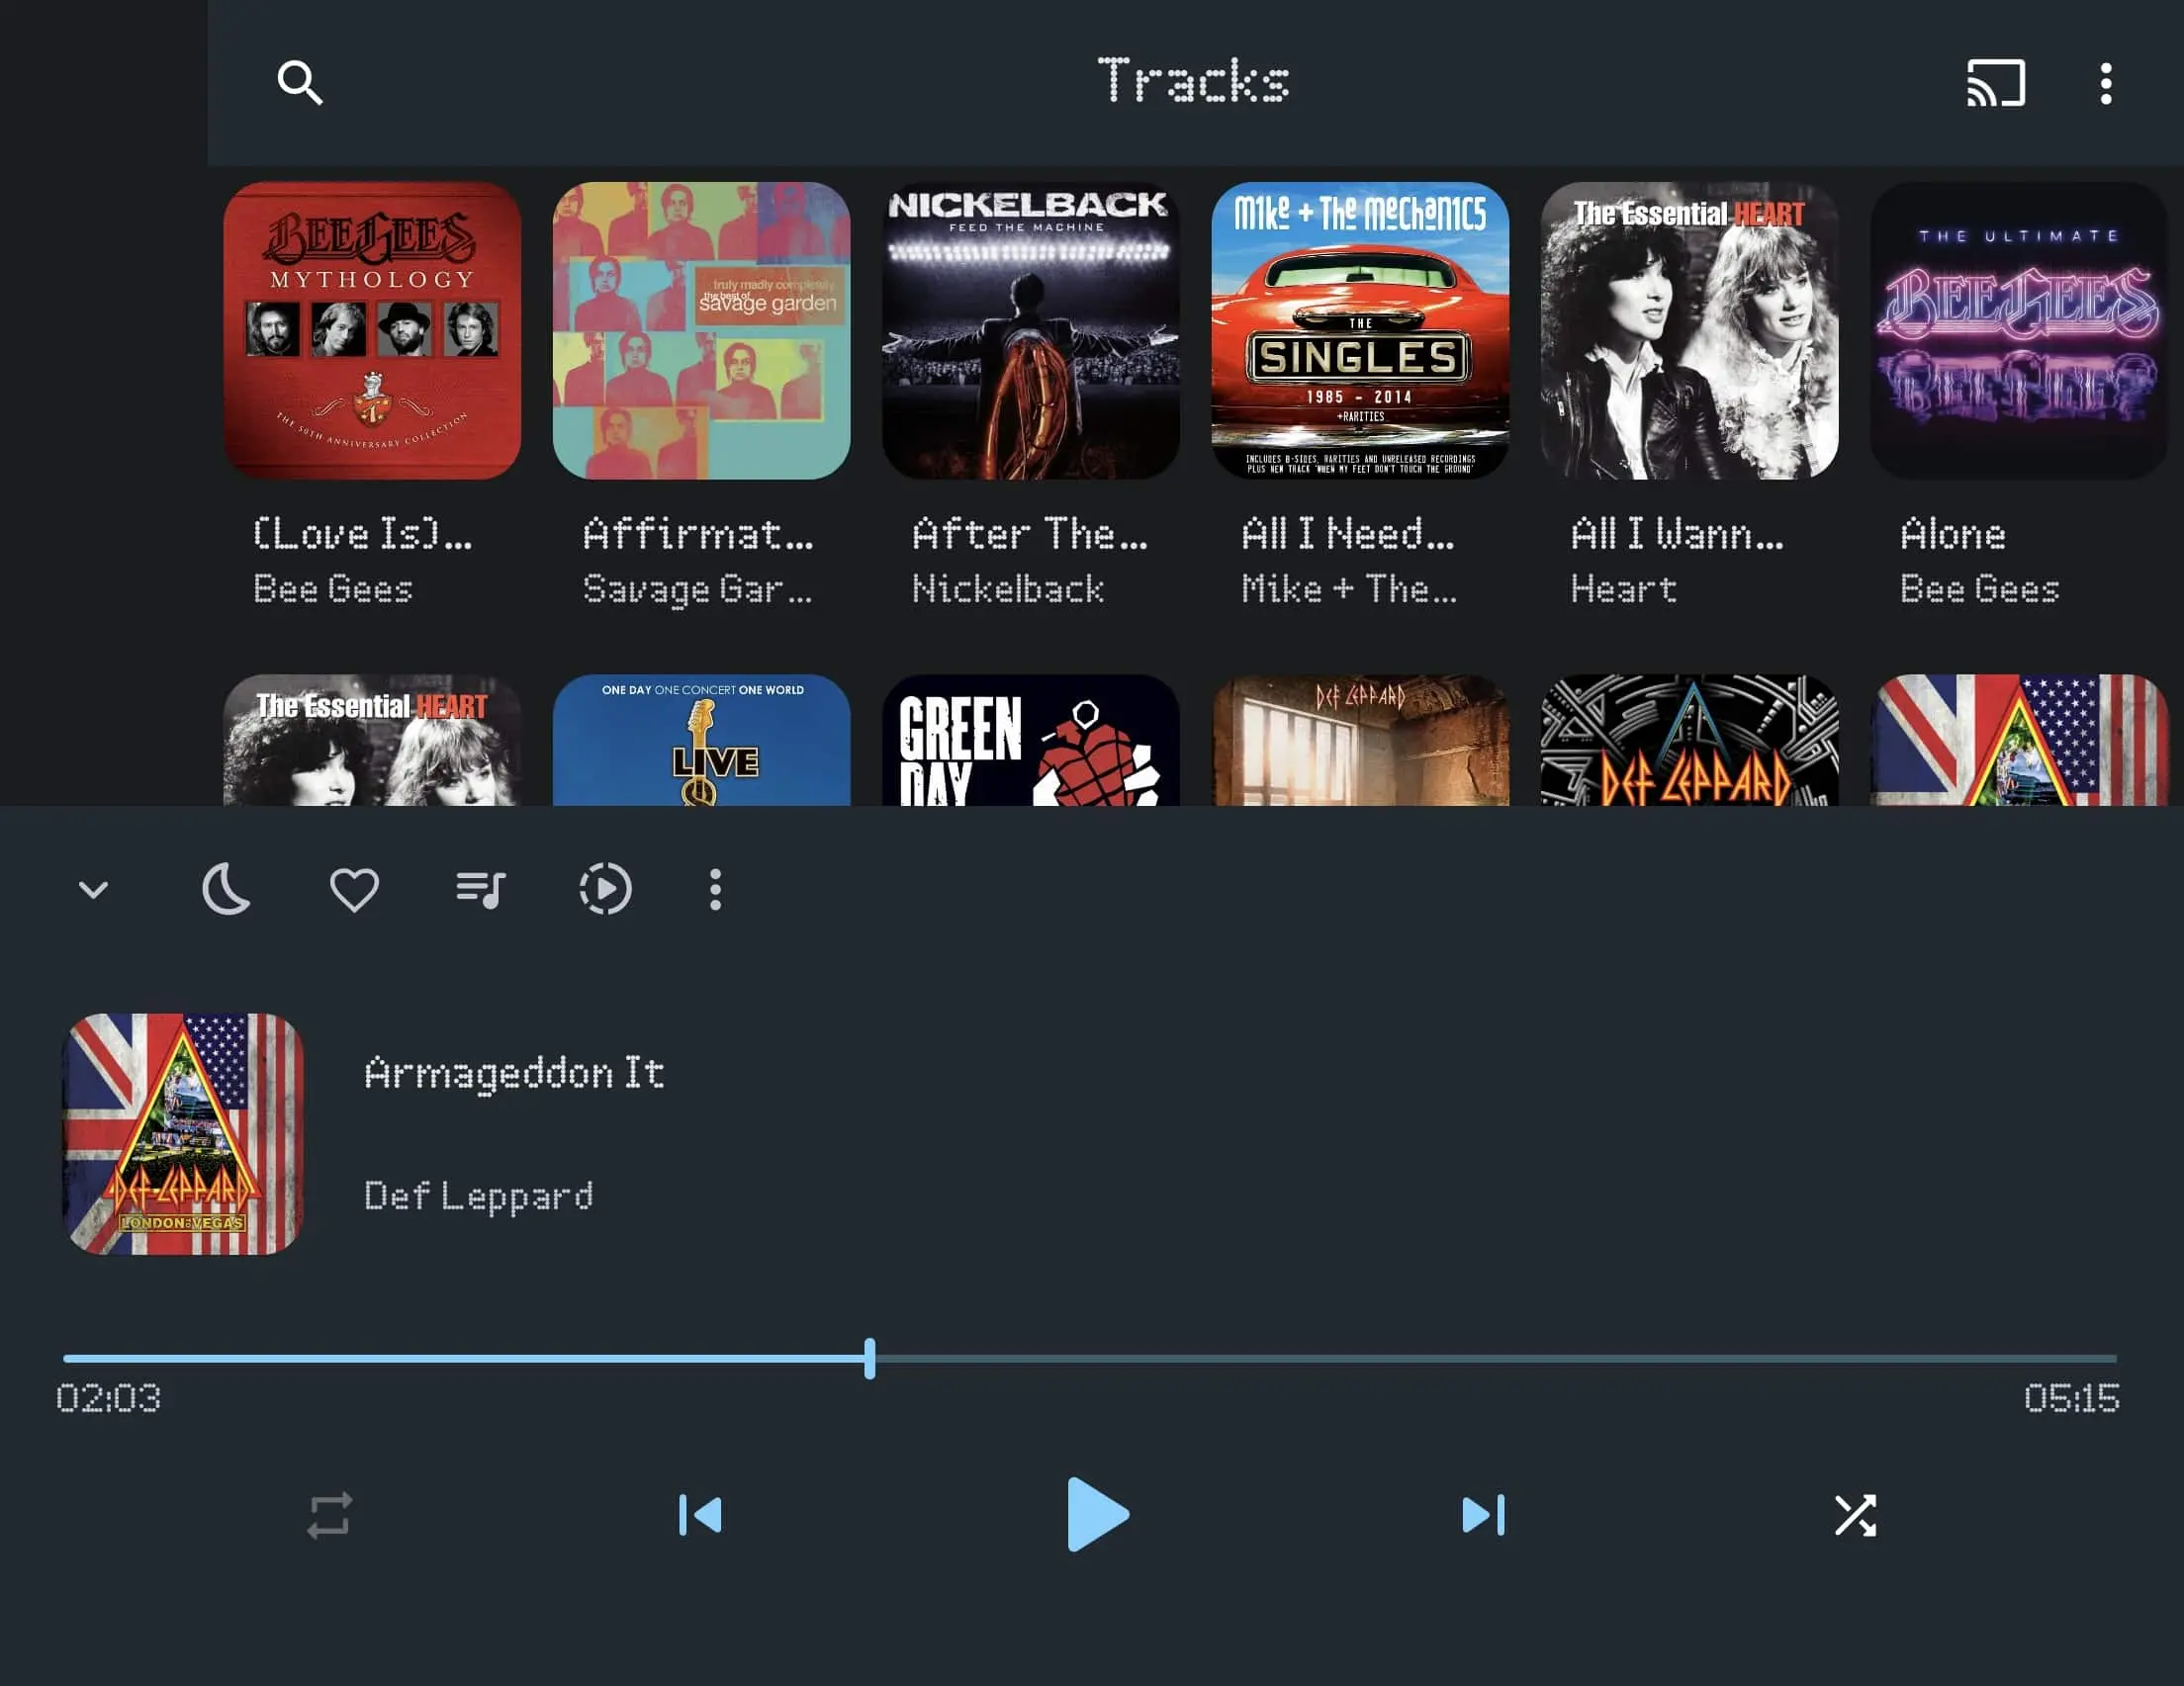 Tracks
BEE GEES
MYTHOLOGY
THE 50TH ANNIVERSARY COLLECTION
truly madly completely
the best of
savage garden
NICKELBACK
FEED THE MACHINE
Mike + The Mechanics
THE
SINGLES
1985 - 2014
+RARITIES
INCLUDES B-SIDES, RARITIES AND UNRELEASED RECORDINGS
PLUS NEW TRACK 'WHEN MY FEET DON'T TOUCH THE GROUND'
The Essential HEART
THE ULTIMATE
BEE GEES
(Love Is)...
Bee Gees
Affirmat...
Savage Gar...
After The...
Nickelback
All I Need...
Mike + The...
All I Wann...
Heart
Alone
Bee Gees
The Essential HEART
ONE DAY ONE CONCERT ONE WORLD
LIVE
GREEN
DAY
DEF LEPPARD
DEF LEPPARD
Armageddon It
Def Leppard
DEF LEPPARD
LONDON TO VEGAS
02:03
05:15